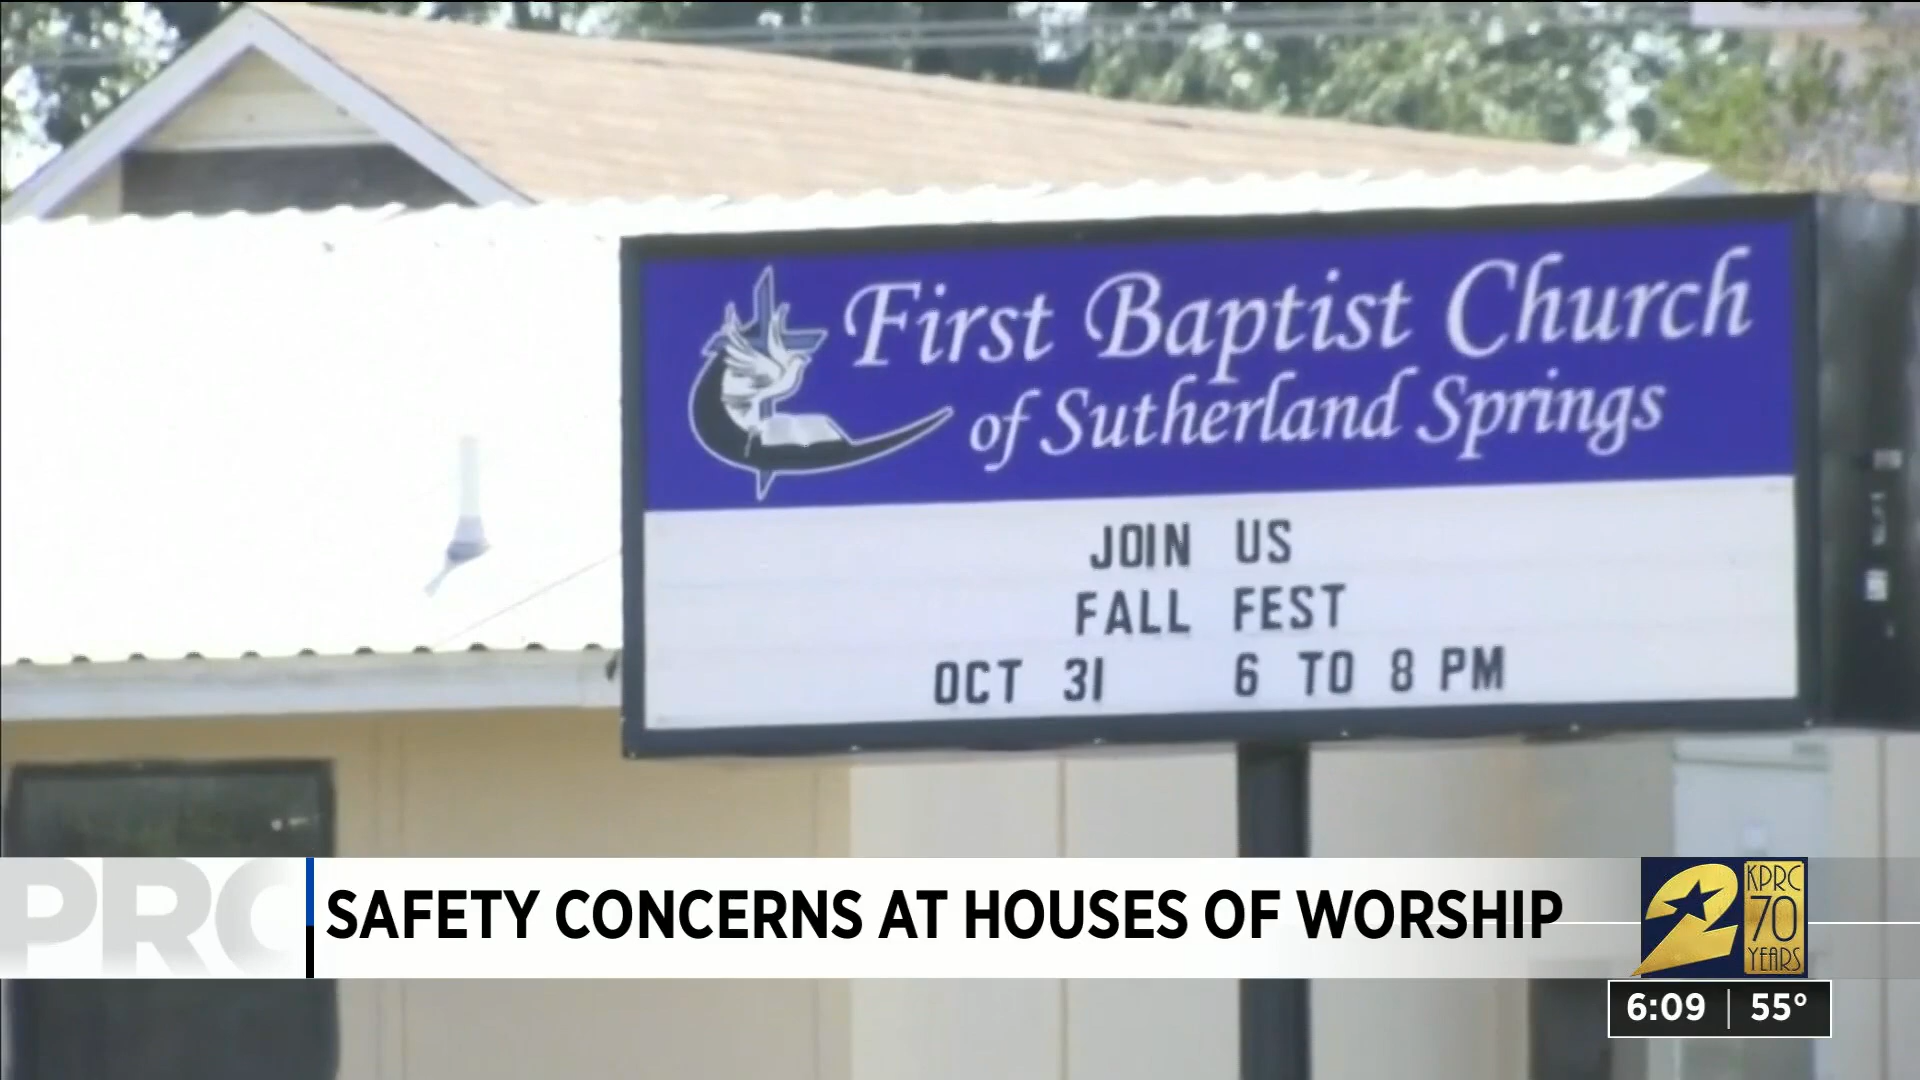 First Baptist Church
of Sutherland Springs
JOIN US
FALL FEST
OCT 31 6 TO 8 PM
PRC
SAFETY CONCERNS AT HOUSES OF WORSHIP
2
KPRC
70
YEARS
6:09 55°